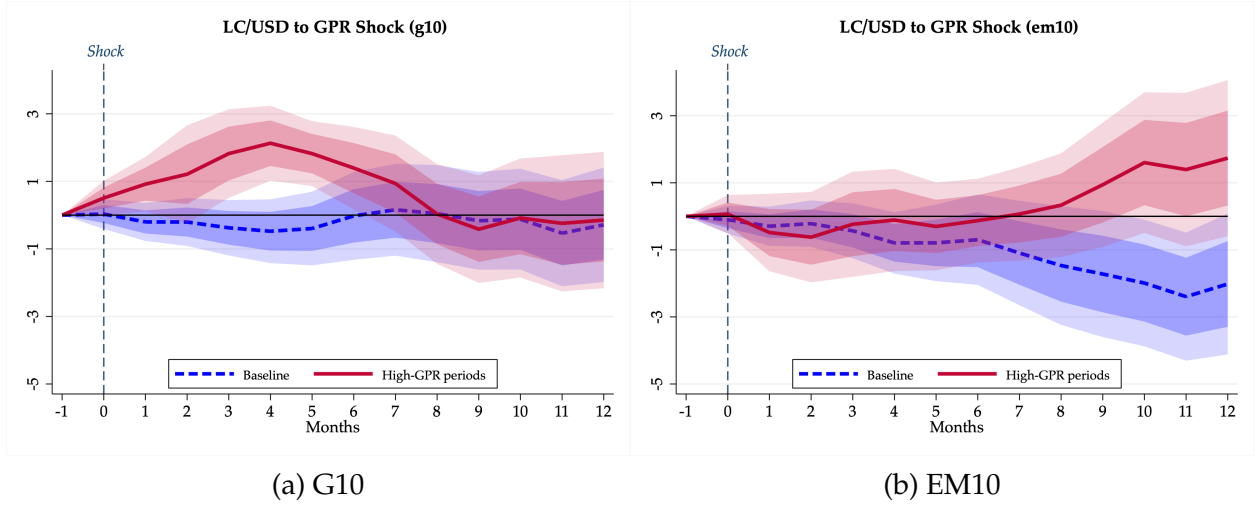 LC/USD to GPR Shock (g10)
Shock
3
1
-1
-3
-5
Baseline
High-GPR periods
-1 0 1 2 3 4 5 6 7 8 9 10 11 12
Months
(a) G10
LC/USD to GPR Shock (em10)
Shock
3
1
-1
-3
-5
Baseline
High-GPR periods
-1 0 1 2 3 4 5 6 7 8 9 10 11 12
Months
(b) EM10